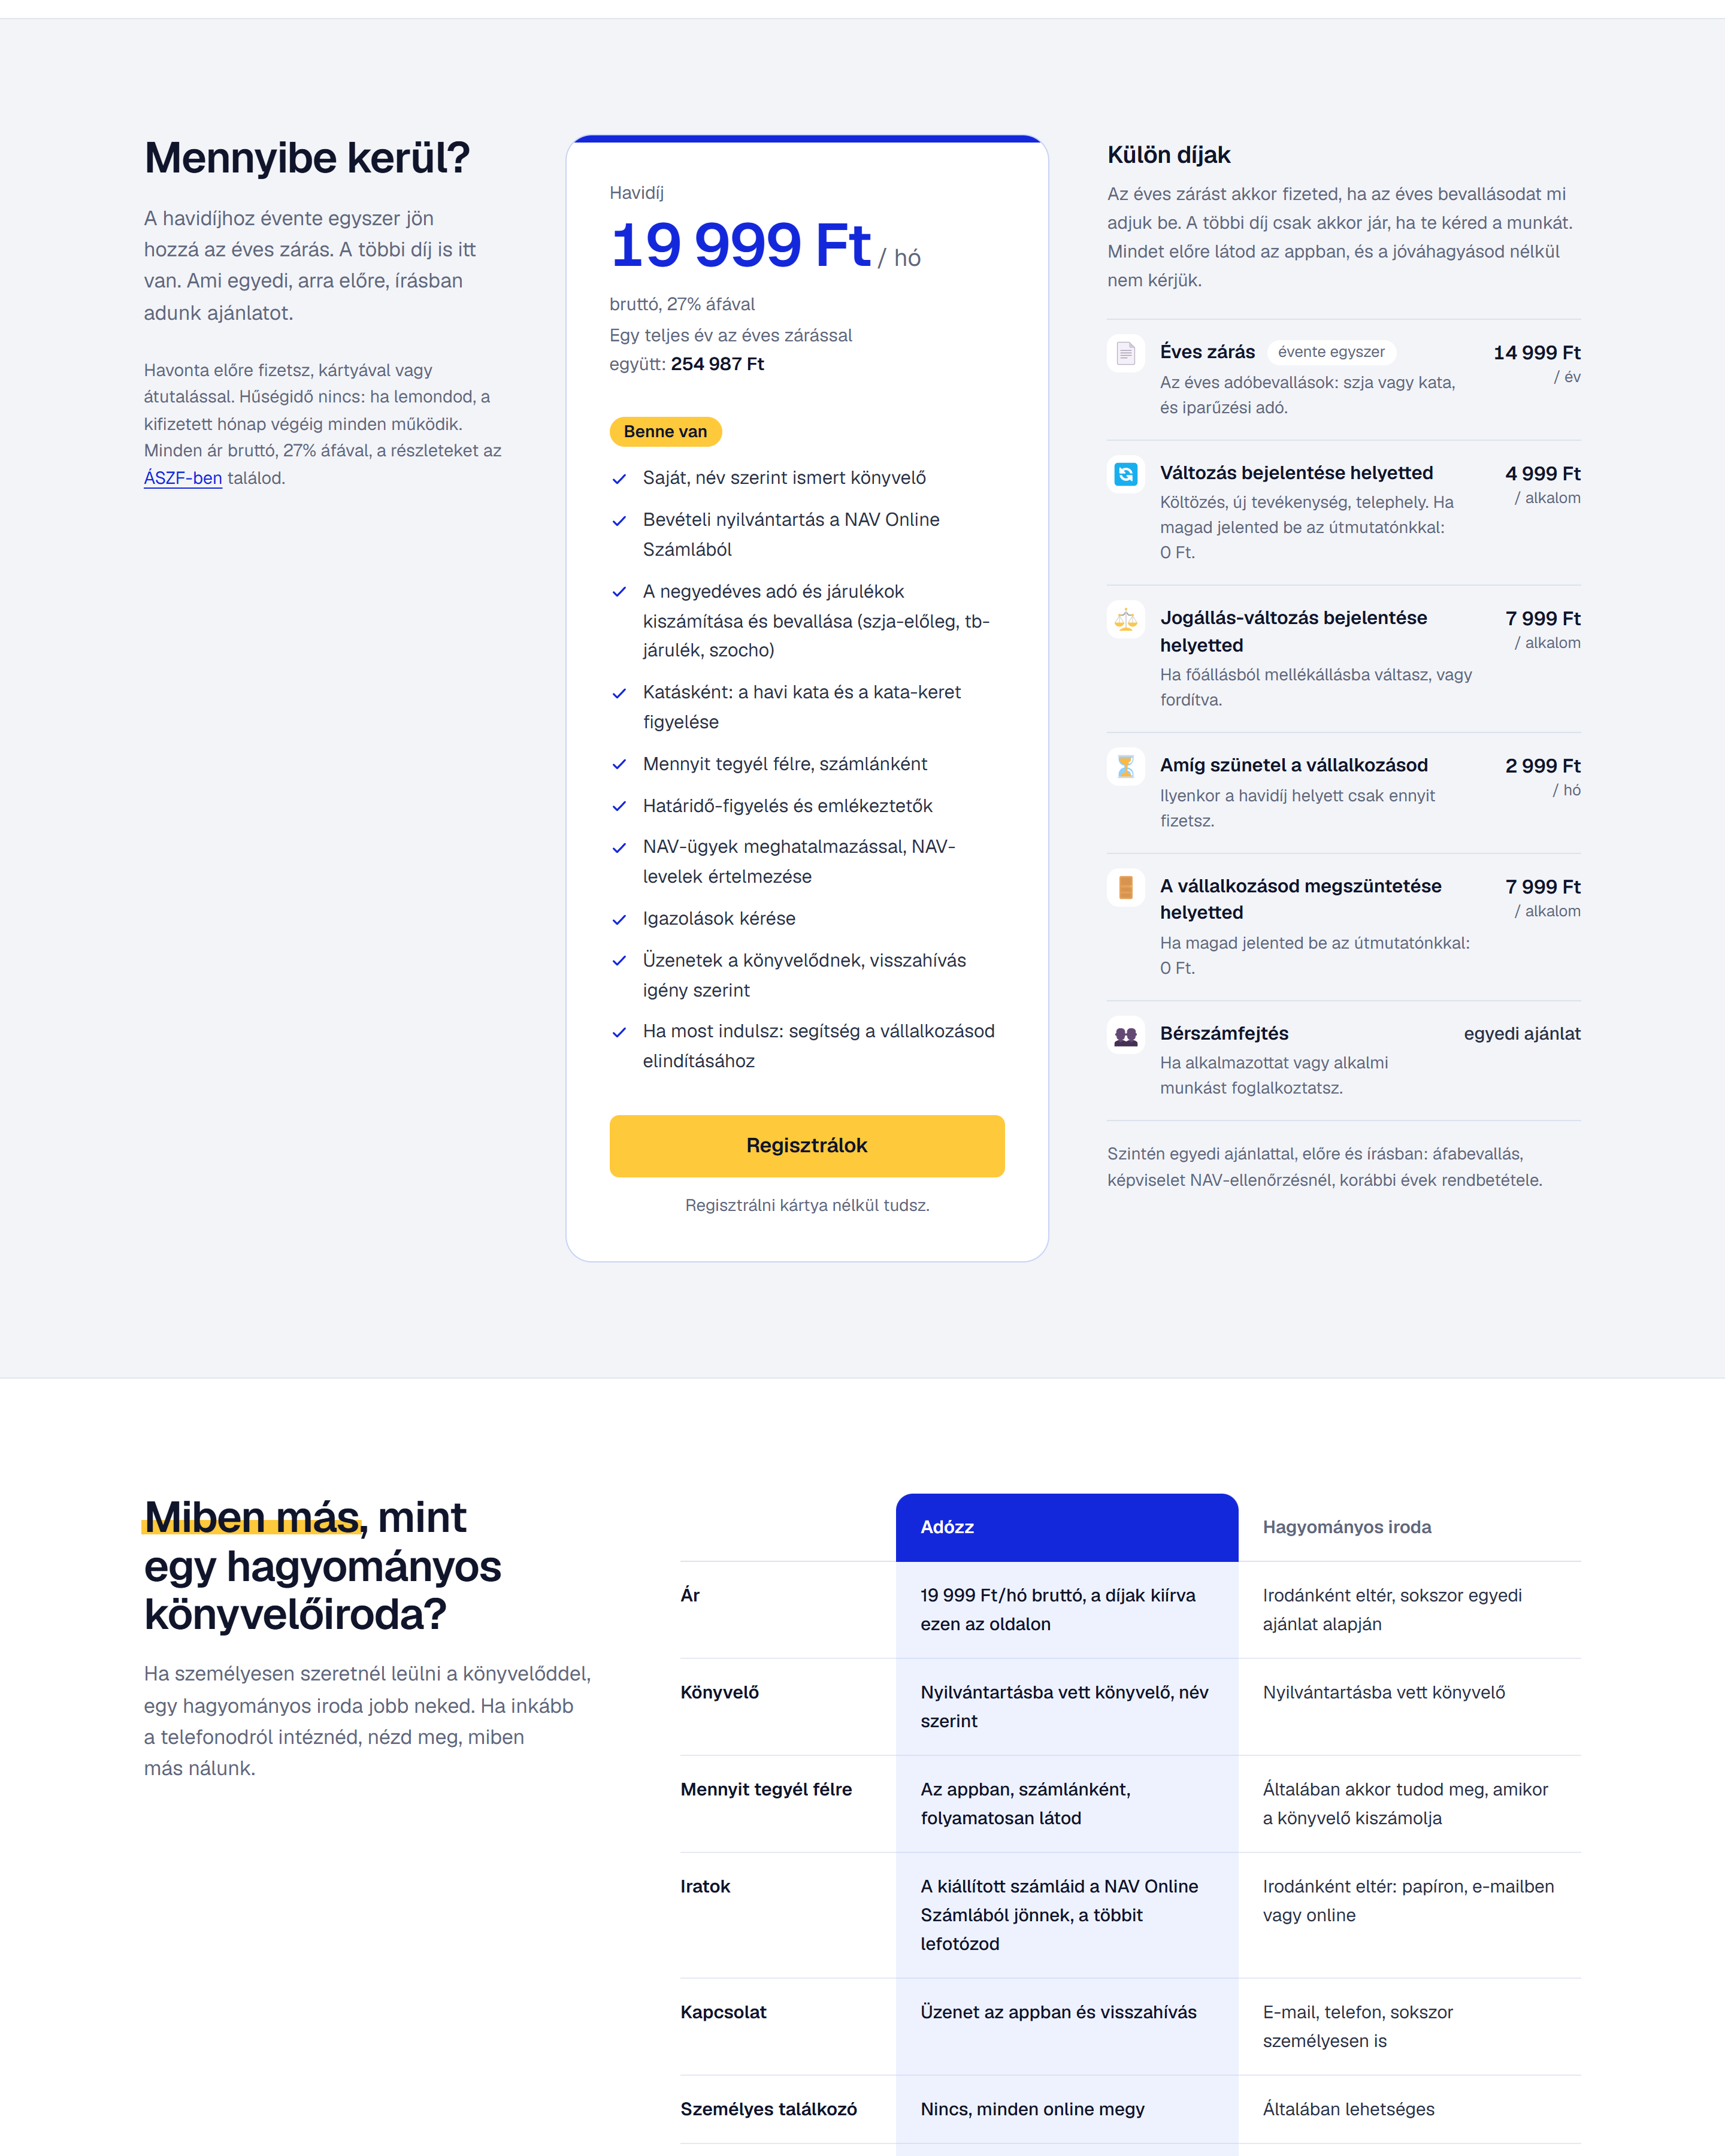 Mennyibe kerül?
A havidíjhoz évente egyszer jön
hozzá az éves zárás. A többi díj is itt
van. Ami egyedi, arra előre, írásban
adunk ajánlatot.
Havonta előre fizetsz, kártyával vagy
átutalással. Hűségidő nincs: ha lemondod, a
kifizetett hónap végéig minden működik.
Minden ár bruttó, 27% áfával, a részleteket az
ÁSZF-ben találod.
Havidíj
19 999 Ft / hó
bruttó, 27% áfával
Egy teljes év az éves zárással
együtt: 254 987 Ft
Benne van
Saját, név szerint ismert könyvelő
Bevételi nyilvántartás a NAV Online
Számlából
A negyedéves adó és járulékok
kiszámítása és bevallása (szja-előleg, tb-
járulék, szocho)
Katásként: a havi kata és a kata-keret
figyelése
Mennyit tegyél félre, számlánként
Határidő-figyelés és emlékeztetők
NAV-ügyek meghatalmazással, NAV-
levelek értelmezése
Igazolások kérése
Üzenetek a könyvelődnek, visszahívás
igény szerint
Ha most indulsz: segítség a vállalkozásod
elindításához
Regisztrálok
Regisztrálni kártya nélkül tudsz.
Külön díjak
Az éves zárást akkor fizeted, ha az éves bevallásodat mi
adjuk be. A többi díj csak akkor jár, ha te kéred a munkát.
Mindet előre látod az appban, és a jóváhagyásod nélkül
nem kérjük.
Éves zárás évente egyszer 14 999 Ft
/ év
Az éves adóbevallások: szja vagy kata,
és iparűzési adó.
Változás bejelentése helyetted 4 999 Ft
/ alkalom
Költözés, új tevékenység, telephely. Ha
magad jelented be az útmutatónkkal:
0 Ft.
Jogállás-változás bejelentése 7 999 Ft
helyetted / alkalom
Ha főállásból mellékállásba váltasz, vagy
fordítva.
Amíg szünetel a vállalkozásod 2 999 Ft
/ hó
Ilyenkor a havidíj helyett csak ennyit
fizetsz.
A vállalkozásod megszüntetése 7 999 Ft
helyetted / alkalom
Ha magad jelented be az útmutatónkkal:
0 Ft.
Bérszámfejtés egyedi ajánlat
Ha alkalmazottat vagy alkalmi
munkást foglalkoztatsz.
Szintén egyedi ajánlattal, előre és írásban: áfabevallás,
képviselet NAV-ellenőrzésnél, korábbi évek rendbetétele.
Miben más, mint
egy hagyományos
könyvelőiroda?
Ha személyesen szeretnél leülni a könyvelőddel,
egy hagyományos iroda jobb neked. Ha inkább
a telefonodról intéznéd, nézd meg, miben
más nálunk.
Adózz Hagyományos iroda
Ár
19 999 Ft/hó bruttó, a díjak kiírva
ezen az oldalon
Irodánként eltér, sokszor egyedi
ajánlat alapján
Könyvelő
Nyilvántartásba vett könyvelő, név
szerint
Nyilvántartásba vett könyvelő
Mennyit tegyél félre
Az appban, számlánként,
folyamatosan látod
Általában akkor tudod meg, amikor
a könyvelő kiszámolja
Iratok
A kiállított számláid a NAV Online
Számlából jönnek, a többit
lefotózod
Irodánként eltér: papíron, e-mailben
vagy online
Kapcsolat
Üzenet az appban és visszahívás
E-mail, telefon, sokszor
személyesen is
Személyes találkozó
Nincs, minden online megy
Általában lehetséges